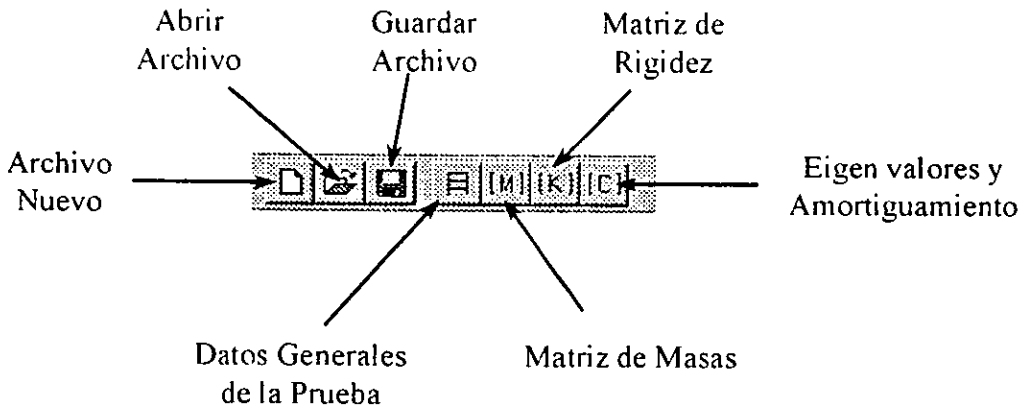 Abrir
Archivo
Guardar
Archivo
Matriz de
Rigidez
Archivo
Nuevo
[M] [K] [C]
Eigen valores y
Amortiguamiento
Datos Generales
de la Prueba
Matriz de Masas